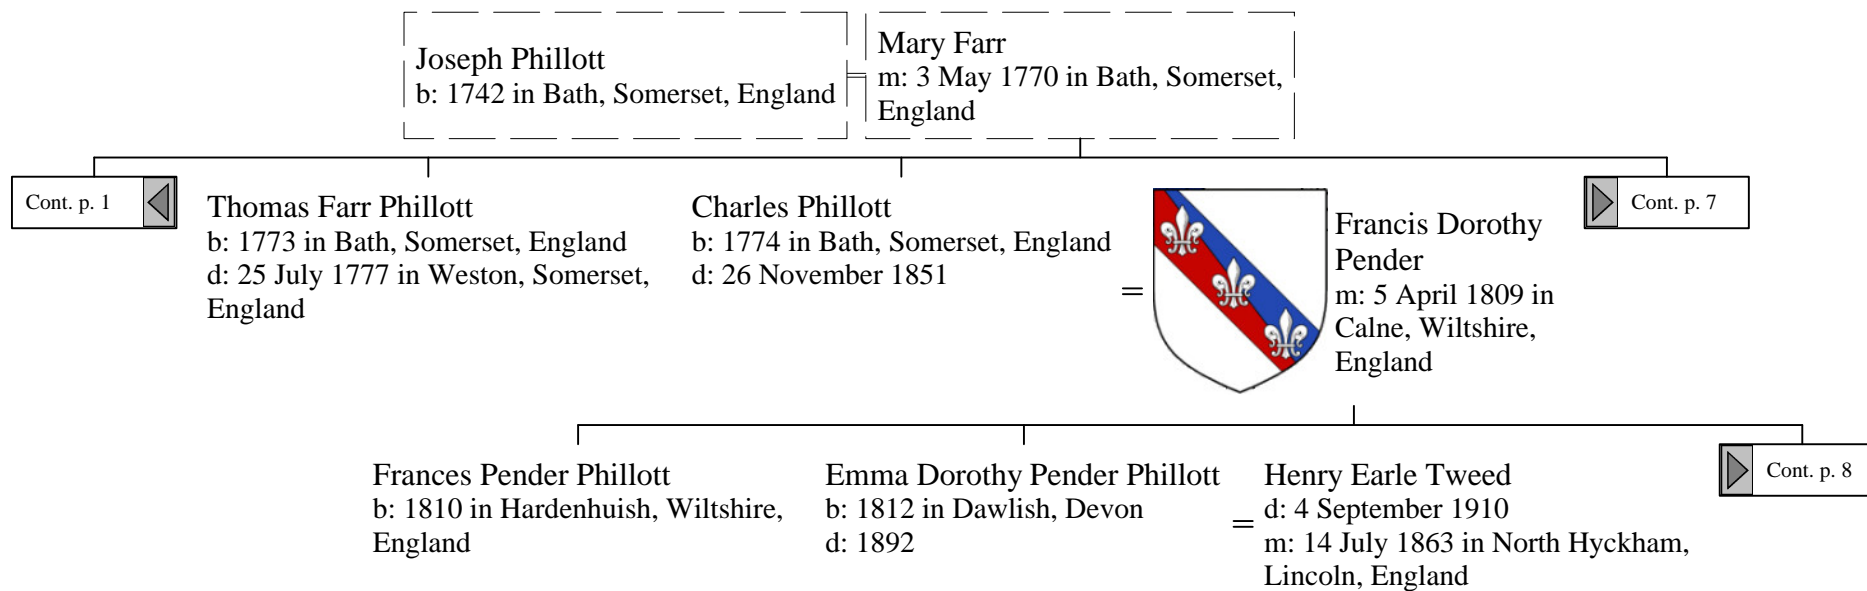 Joseph Phillott
b: 1742 in Bath, Somerset, England
=
Mary Farr
m: 3 May 1770 in Bath, Somerset,
England
Cont. p. 1
Thomas Farr Phillott
b: 1773 in Bath, Somerset, England
d: 25 July 1777 in Weston, Somerset,
England
Charles Phillott
b: 1774 in Bath, Somerset, England
d: 26 November 1851
=
Francis Dorothy
Pender
m: 5 April 1809 in
Calne, Wiltshire,
England
Cont. p. 7
Frances Pender Phillott
b: 1810 in Hardenhuish, Wiltshire,
England
Emma Dorothy Pender Phillott
b: 1812 in Dawlish, Devon
d: 1892
=
Henry Earle Tweed
d: 4 September 1910
m: 14 July 1863 in North Hyckham,
Lincoln, England
Cont. p. 8